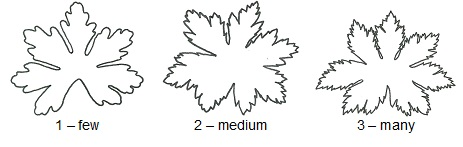 1 – few
2 – medium
3 – many